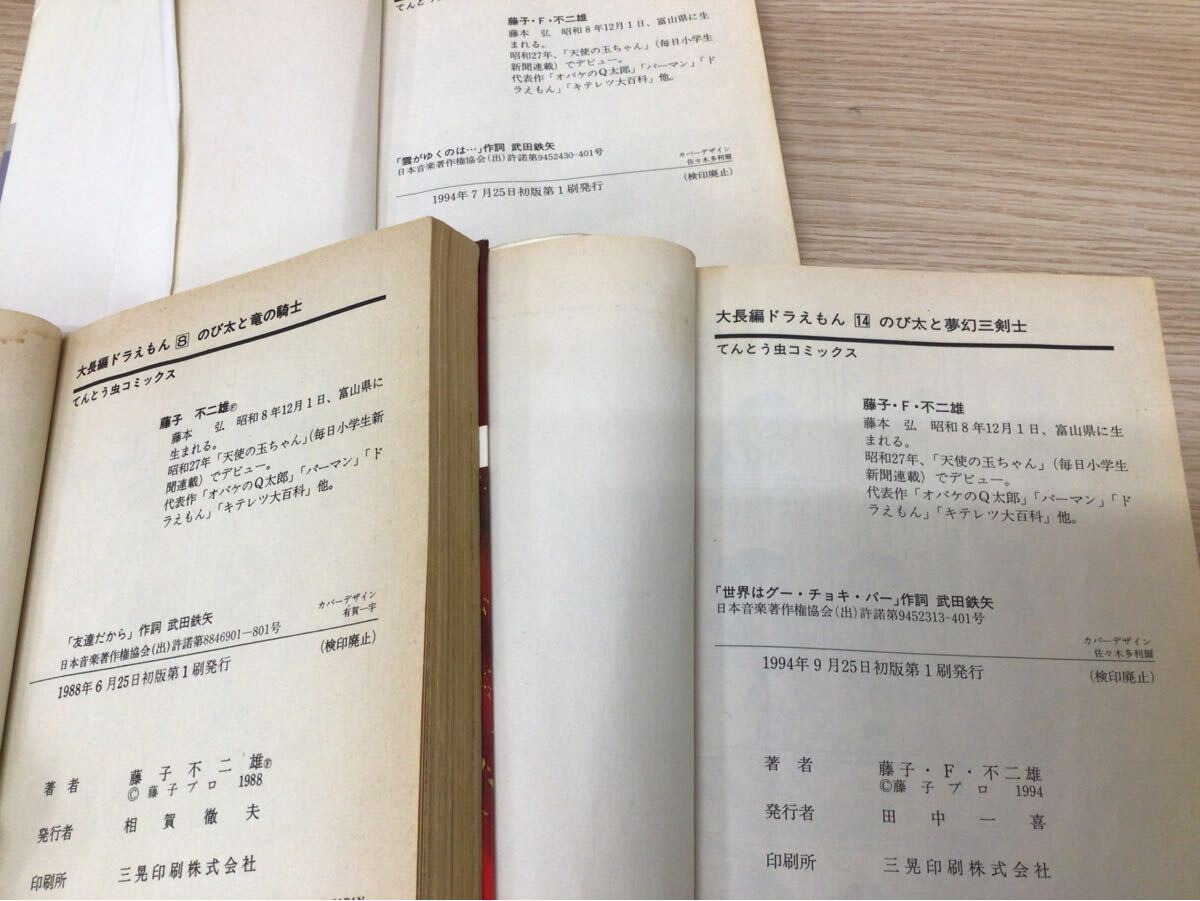 てんとう
藤子・F・不二雄
藤本 弘 昭和8年12月1日、富山県に生
まれる。
昭和27年、「天使の玉ちゃん」(毎日小学生
新聞連載)でデビュー。
代表作「オバケのQ太郎」「パーマン」「ド
ラえもん」「キテレツ大百科」他。
「雲がゆくのは…」作詞 武田鉄矢
日本音楽著作権協会(出)許諾第9452430-401号
カバーデザイン
佐々木多利爾
1994年7月25日初版第1刷発行
(検印廃止)
大長編ドラえもん 8 のび太と竜の騎士
てんとう虫コミックス
藤子 不二雄Ⓟ
藤本 弘 昭和8年12月1日、富山県に
生まれる。
昭和27年「天使の玉ちゃん」(毎日小学生新
聞連載)でデビュー。
代表作「オバケのQ太郎」「パーマン」「ド
ラえもん」「キテレツ大百科」他。
カバーデザイン
有賀一字
「友達だから」作詞 武田鉄矢
日本音楽著作権協会(出)許諾第8846901―801号
1988年6月25日初版第1刷発行
(検印廃止)
著者 藤子不二雄Ⓟ
© 藤子プロ 1988
発行者 相賀徹夫
印刷所 三晃印刷株式会社
JAPAN
大長編ドラえもん 14 のび太と夢幻三剣士
てんとう虫コミックス
藤子・F・不二雄
藤本 弘 昭和8年12月1日、富山県に生
まれる。
昭和27年、「天使の玉ちゃん」(毎日小学生
新聞連載)でデビュー。
代表作「オバケのQ太郎」「パーマン」「ド
ラえもん」「キテレツ大百科」他。
「世界はグー・チョキ・パー」作詞 武田鉄矢
日本音楽著作権協会(出)許諾第9452313-401号
カバーデザイン
佐々木多利爾
1994年9月25日初版第1刷発行
(検印廃止)
著者 藤子・F・不二雄
©藤子プロ 1994
発行者 田中一喜
印刷所 三晃印刷株式会社